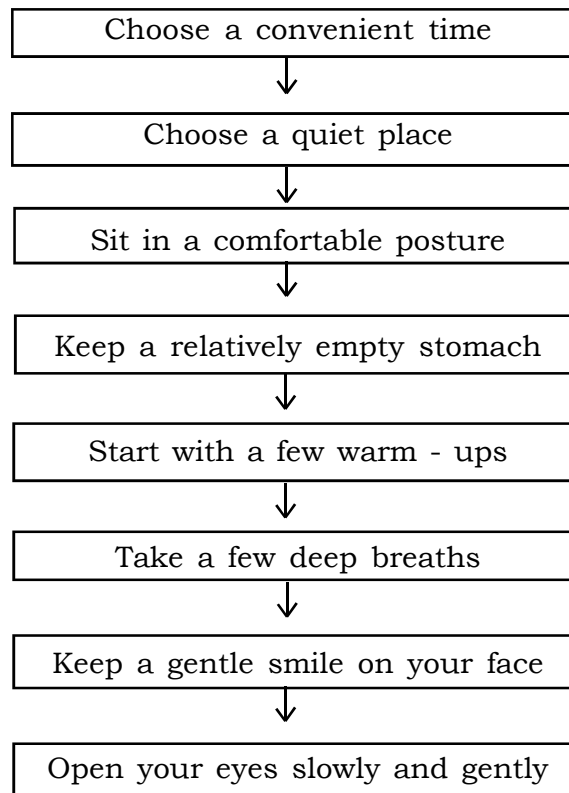 Choose a convenient time
Choose a quiet place
Sit in a comfortable posture
Keep a relatively empty stomach
Start with a few warm - ups
Take a few deep breaths
Keep a gentle smile on your face
Open your eyes slowly and gently